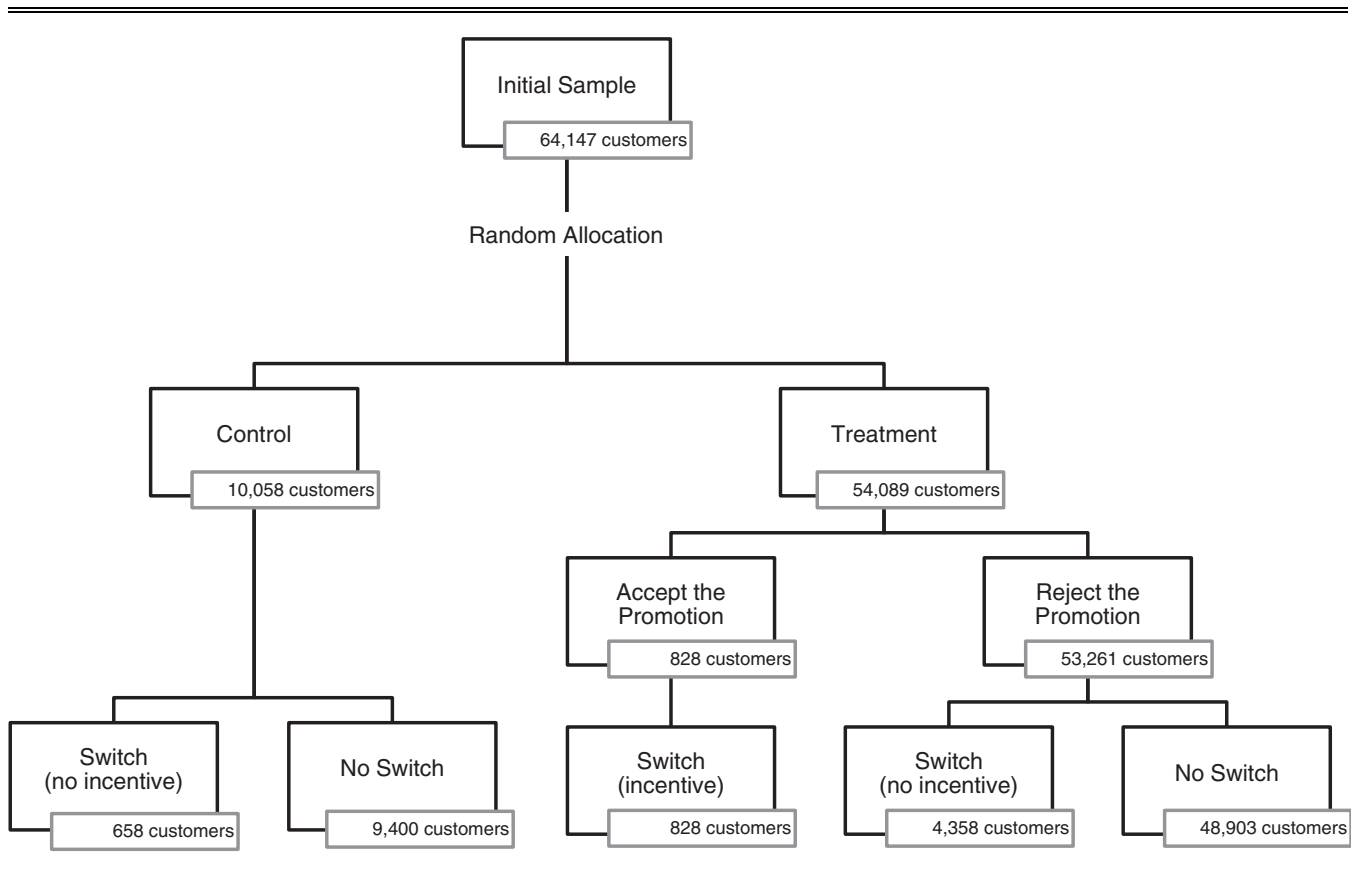 Initial Sample
64,147 customers
Random Allocation
Control
10,058 customers
Treatment
54,089 customers
Accept the
Promotion
828 customers
Reject the
Promotion
53,261 customers
Switch
(no incentive)
658 customers
No Switch
9,400 customers
Switch
(incentive)
828 customers
Switch
(no incentive)
4,358 customers
No Switch
48,903 customers